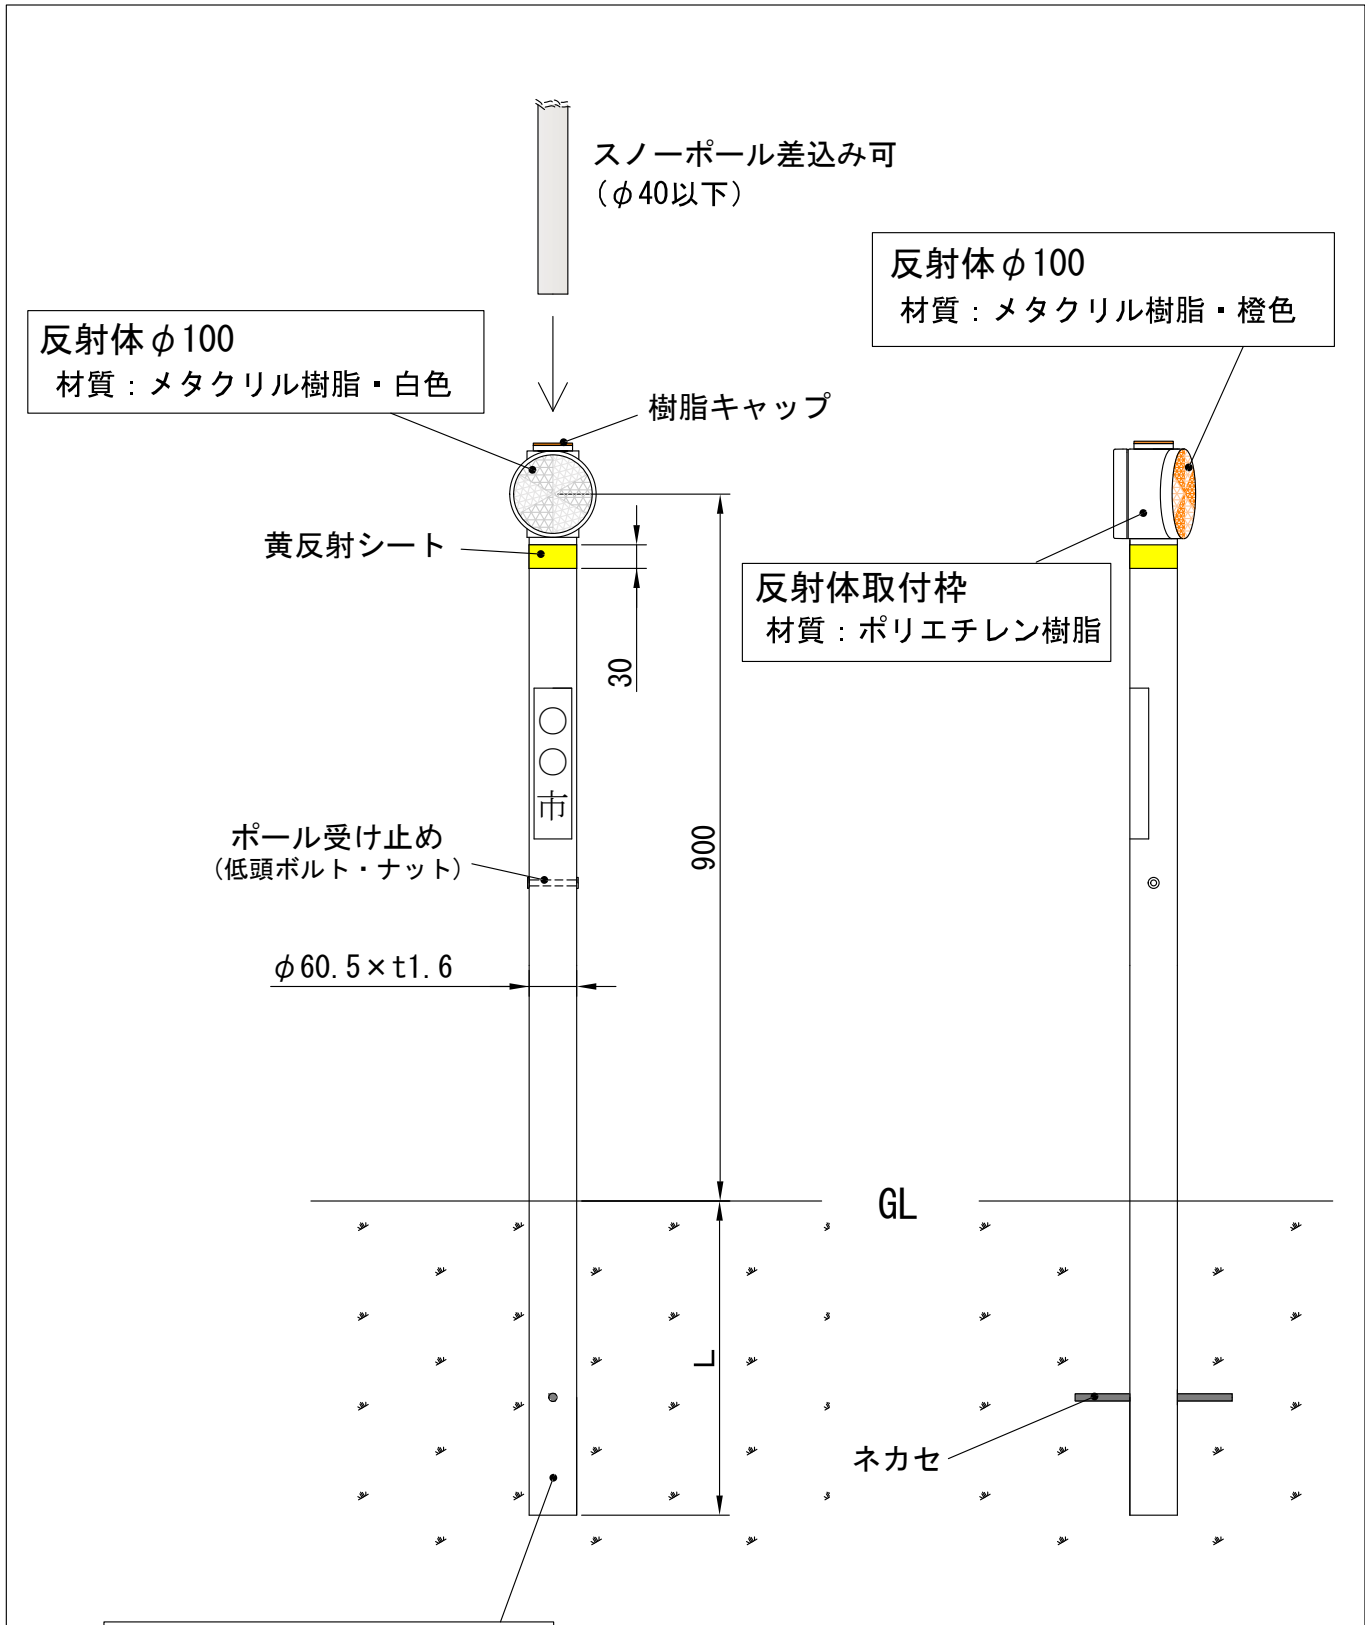 スノーポール差込み可
（φ40以下）
反射体φ100
材質：メタクリル樹脂・橙色
反射体φ100
材質：メタクリル樹脂・白色
樹脂キャップ
黄反射シート
反射体取付枠
材質：ポリエチレン樹脂
30
○
○
市
900
ポール受け止め
（低頭ボルト・ナット）
φ60.5×t1.6
GL
L
ネカセ